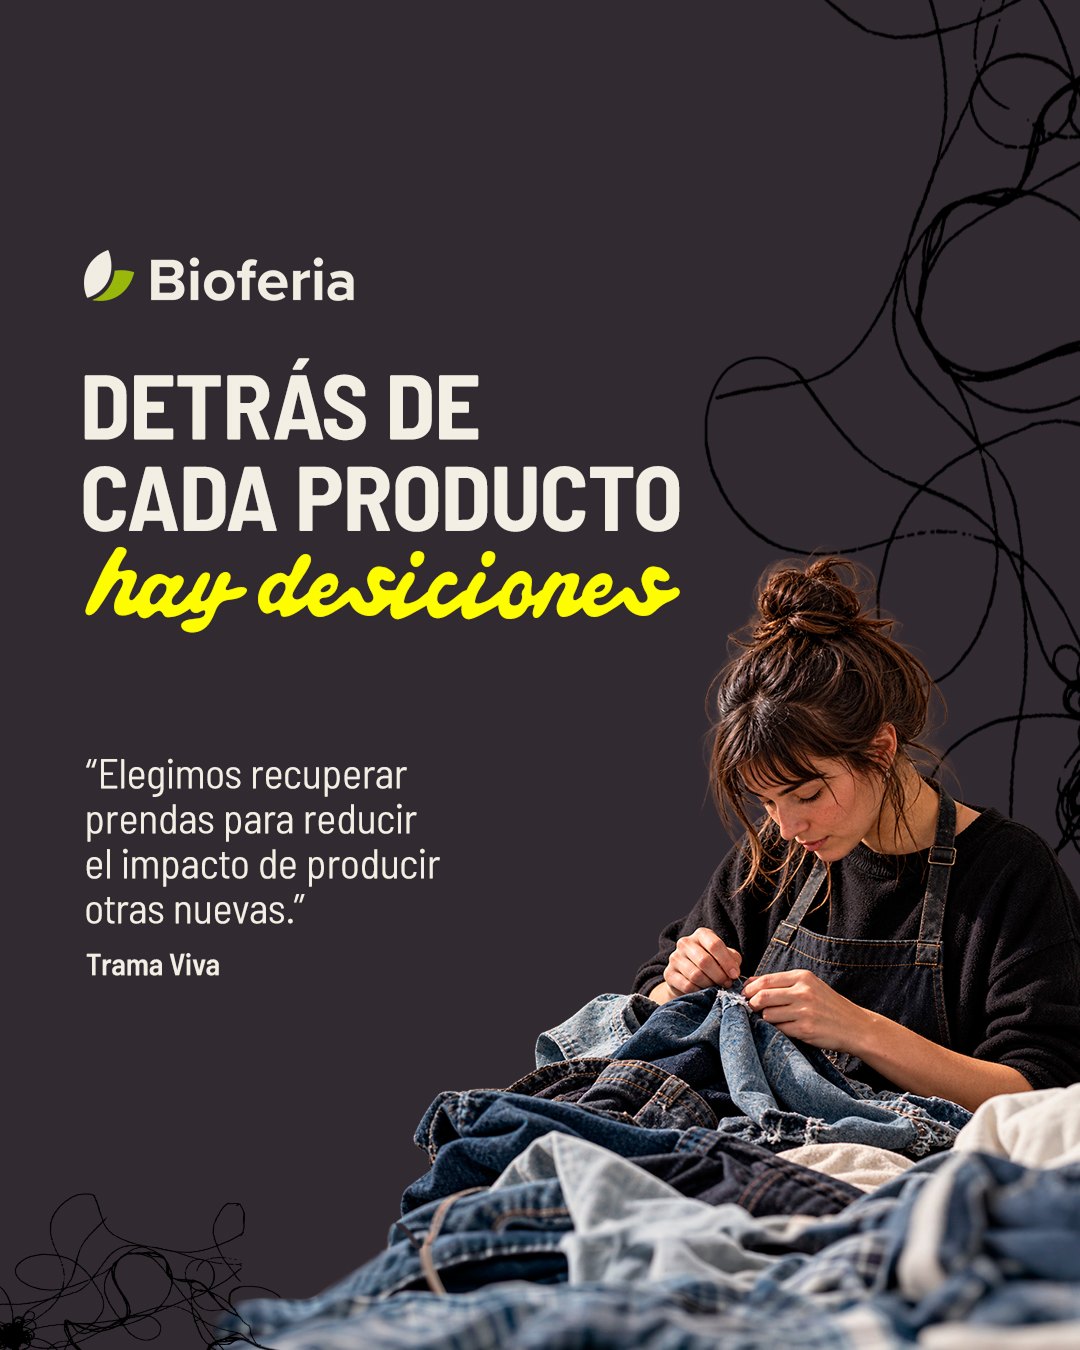 Bioferia
DETRÁS DE
CADA PRODUCTO
hay desiciones
“Elegimos recuperar
prendas para reducir
el impacto de producir
otras nuevas.”
Trama Viva